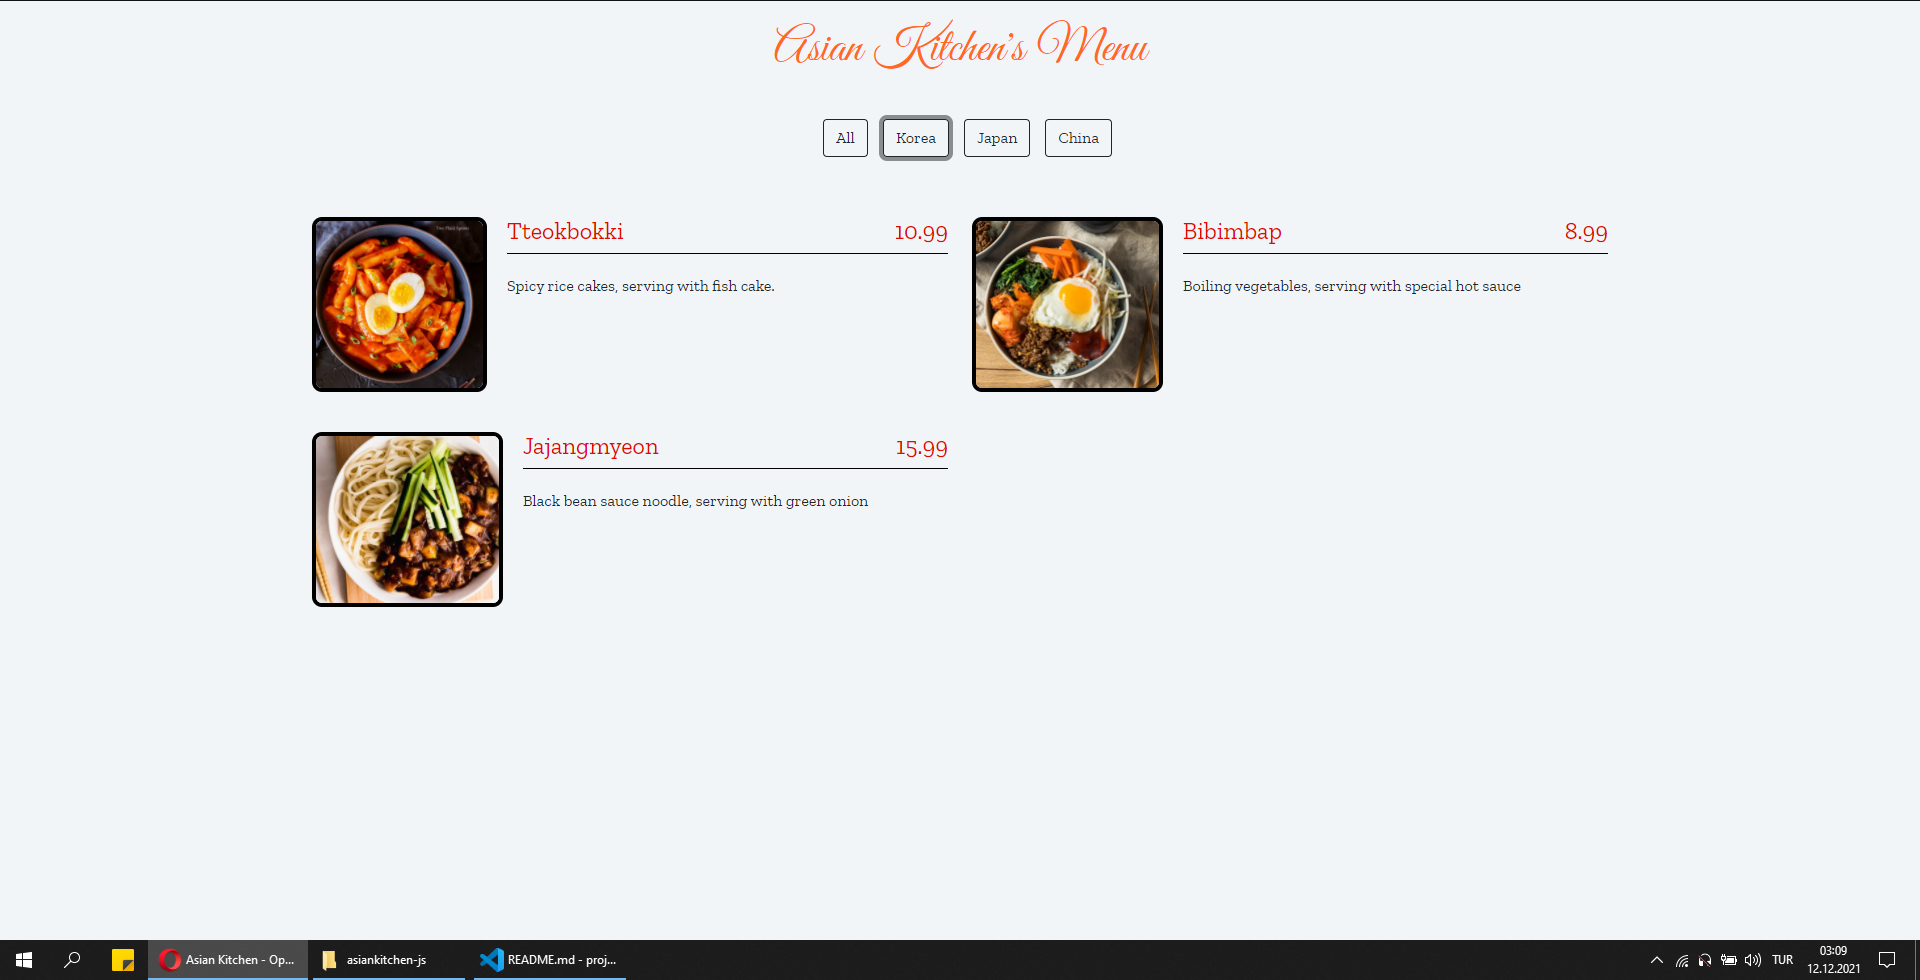 Asian Kitchen's Menu
All Korea Japan China
Tteokbokki 10.99
Spicy rice cakes, serving with fish cake.
Bibimbap 8.99
Boiling vegetables, serving with special hot sauce
Jajangmyeon 15.99
Black bean sauce noodle, serving with green onion
Asian Kitchen - Op... asiankitchen-js README.md - proj... TUR 03:09
12.12.2021